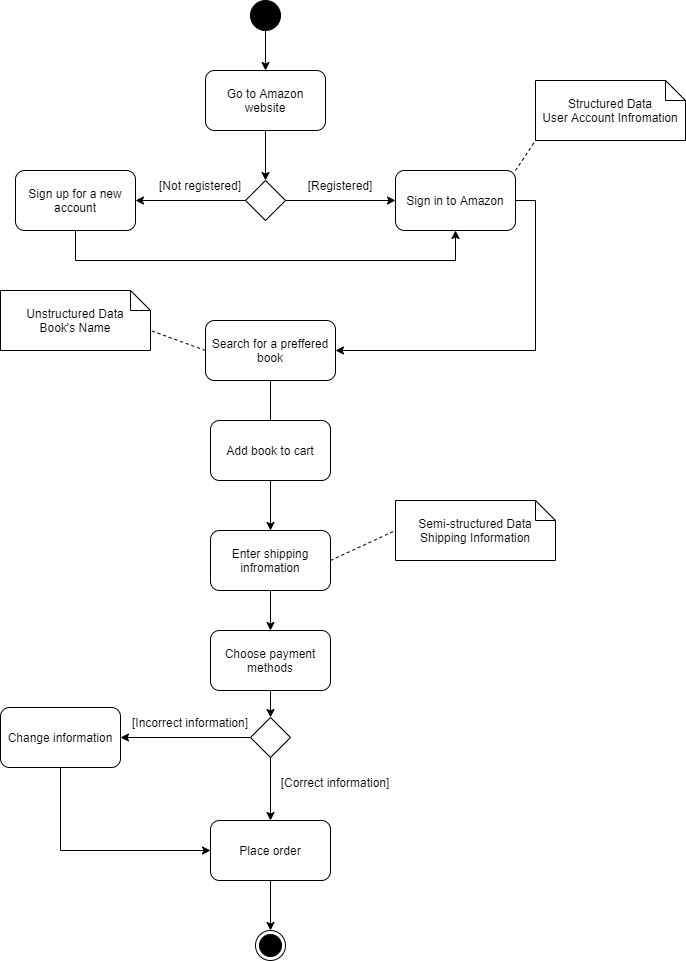 Go to Amazon
website
Structured Data
User Account Infromation
[Not registered]
[Registered]
Sign up for a new
account
Sign in to Amazon
Unstructured Data
Book's Name
Search for a preffered
book
Add book to cart
Semi-structured Data
Shipping Information
Enter shipping
infromation
Choose payment
methods
[Incorrect information]
Change information
[Correct information]
Place order